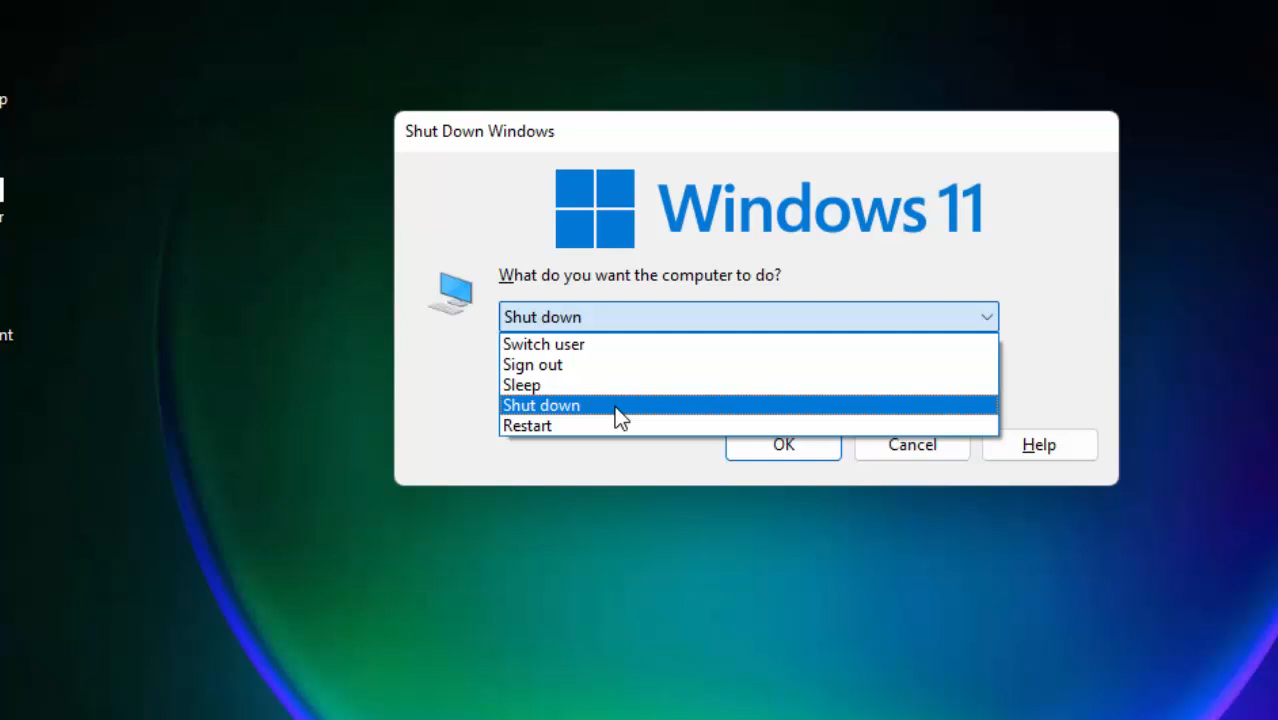 p
r
nt
Shut Down Windows
Windows 11
What do you want the computer to do?
Shut down
Switch user
Sign out
Sleep
Shut down
Restart
OK
Cancel
Help